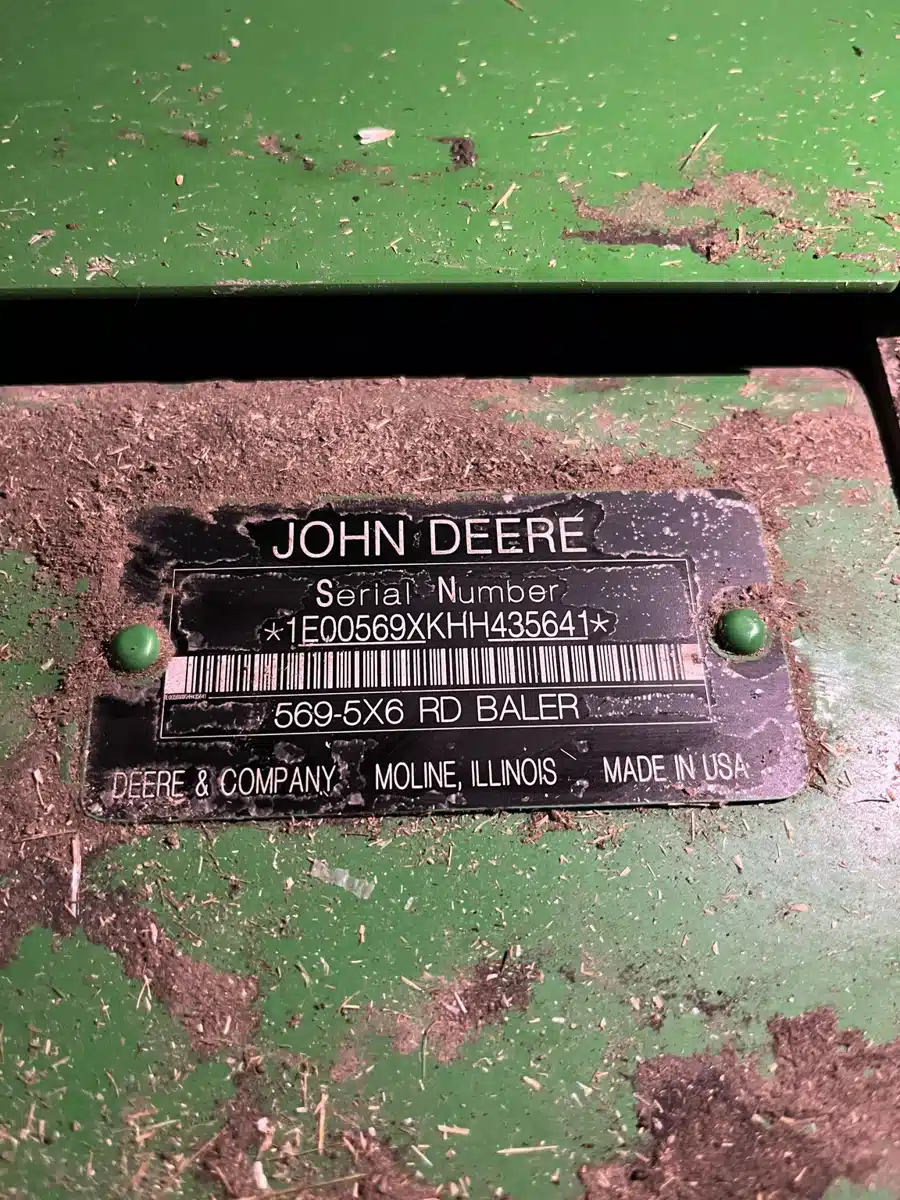 JOHN DEERE
Serial Number
*1E00569XKHH435641*
569-5X6 RD BALER
DEERE & COMPANY MOLINE, ILLINOIS MADE IN USA